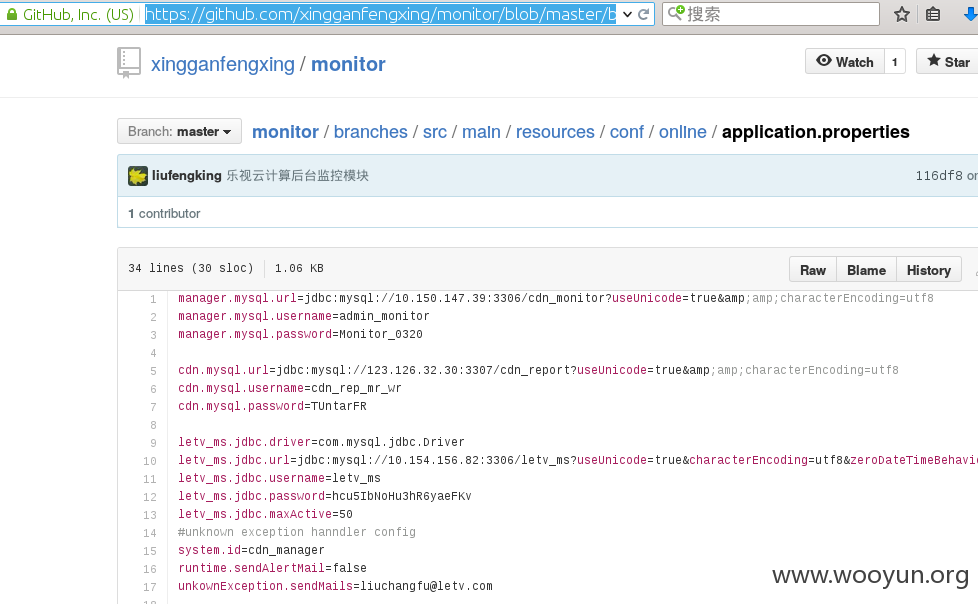 GitHub, Inc. (US) https://github.com/xingganfengxing/monitor/blob/master/b 搜索
xingganfengxing / monitor Watch 1 Star
Branch: master monitor / branches / src / main / resources / conf / online / application.properties
liufengking 乐视云计算后台监控模块 116df8 on
1 contributor
34 lines (30 sloc) 1.06 KB Raw Blame History
1 manager.mysql.url=jdbc:mysql://10.150.147.39:3306/cdn_monitor?useUnicode=true&amp;amp;characterEncoding=utf8
2 manager.mysql.username=admin_monitor
3 manager.mysql.password=Monitor_0320
4
5 cdn.mysql.url=jdbc:mysql://123.126.32.30:3307/cdn_report?useUnicode=true&amp;amp;characterEncoding=utf8
6 cdn.mysql.username=cdn_rep_mr_wr
7 cdn.mysql.password=TUntarFR
8
9 letv_ms.jdbc.driver=com.mysql.jdbc.Driver
10 letv_ms.jdbc.url=jdbc:mysql://10.154.156.82:3306/letv_ms?useUnicode=true&characterEncoding=utf8&zeroDateTimeBehavi
11 letv_ms.jdbc.username=letv_ms
12 letv_ms.jdbc.password=hcu5IbNoHu3hR6yaeFKv
13 letv_ms.jdbc.maxActive=50
14 #unknown exception hanndler config
15 system.id=cdn_manager
16 runtime.sendAlertMail=false
17 unkownException.sendMails=liuchangfu@letv.com
www.wooyun.org